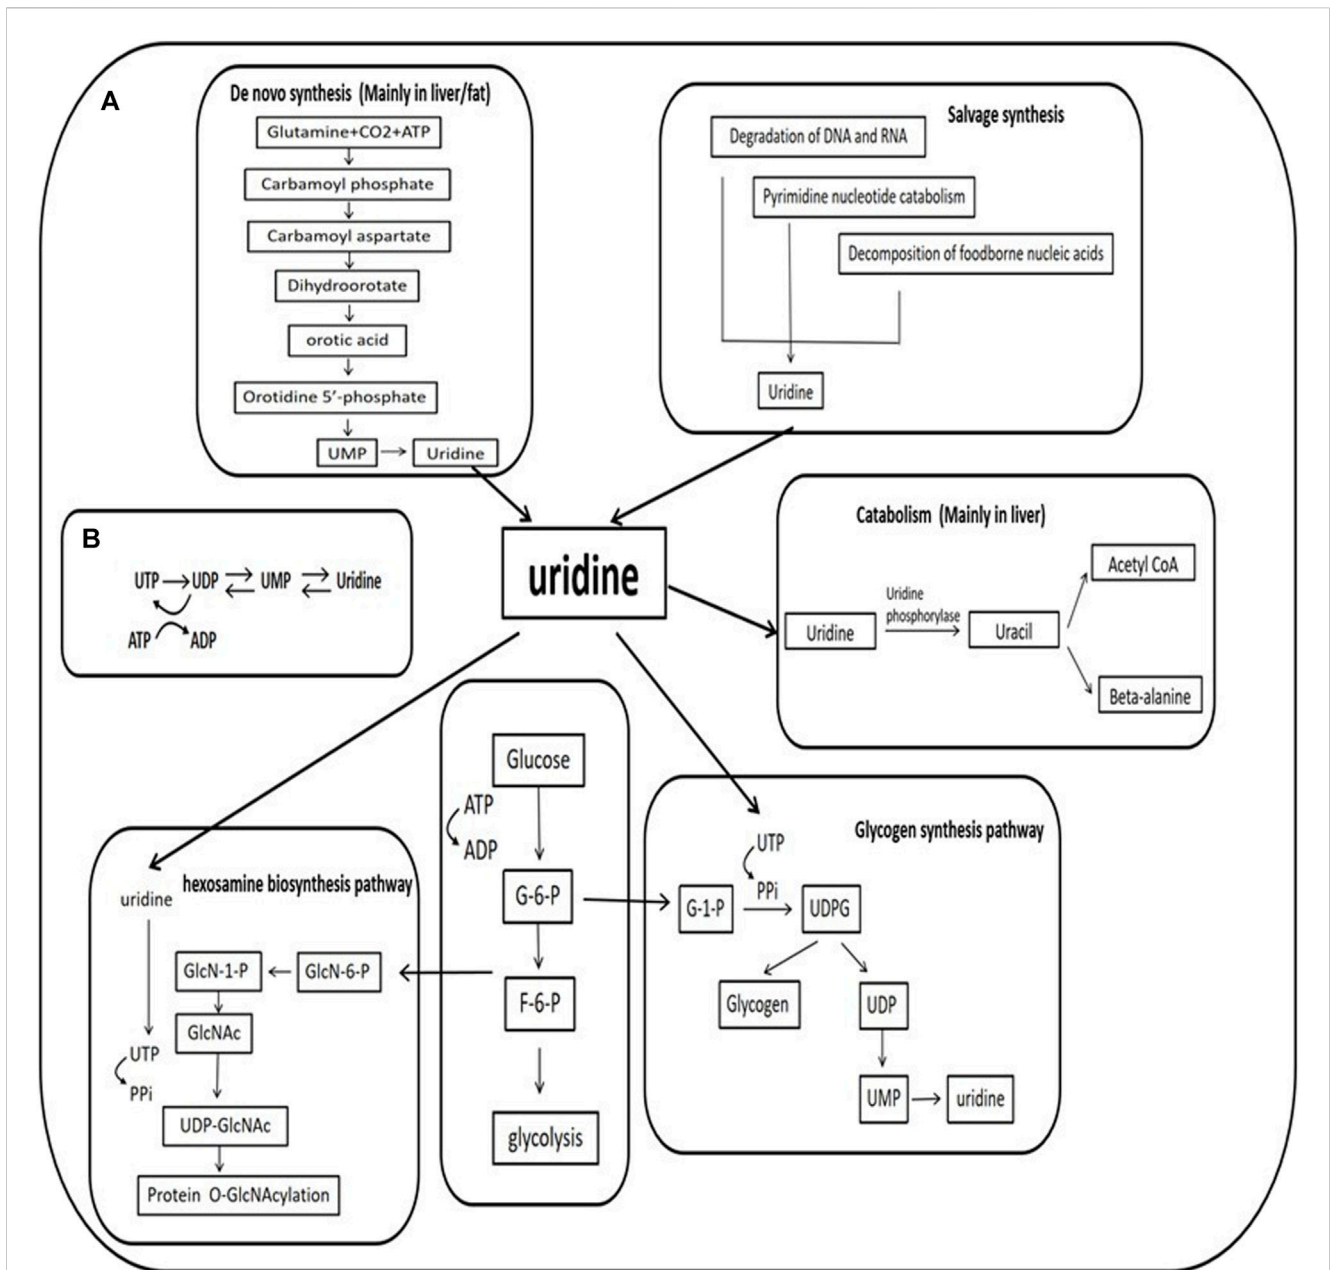 A
De novo synthesis (Mainly in liver/fat)
Glutamine+CO2+ATP
Carbamoyl phosphate
Carbamoyl aspartate
Dihydroorotate
orotic acid
Orotidine 5’-phosphate
UMP
Uridine
Salvage synthesis
Degradation of DNA and RNA
Pyrimidine nucleotide catabolism
Decomposition of foodborne nucleic acids
Uridine
B
UTP
UDP
UMP
Uridine
ATP
ADP
uridine
Catabolism (Mainly in liver)
Uridine
Uridine
phosphorylase
Uracil
Acetyl CoA
Beta-alanine
hexosamine biosynthesis pathway
uridine
GlcN-1-P
GlcN-6-P
GlcNAc
UTP
PPi
UDP-GlcNAc
Protein O-GlcNAcylation
Glucose
ATP
ADP
G-6-P
F-6-P
glycolysis
Glycogen synthesis pathway
UTP
PPi
G-1-P
UDPG
Glycogen
UDP
UMP
uridine